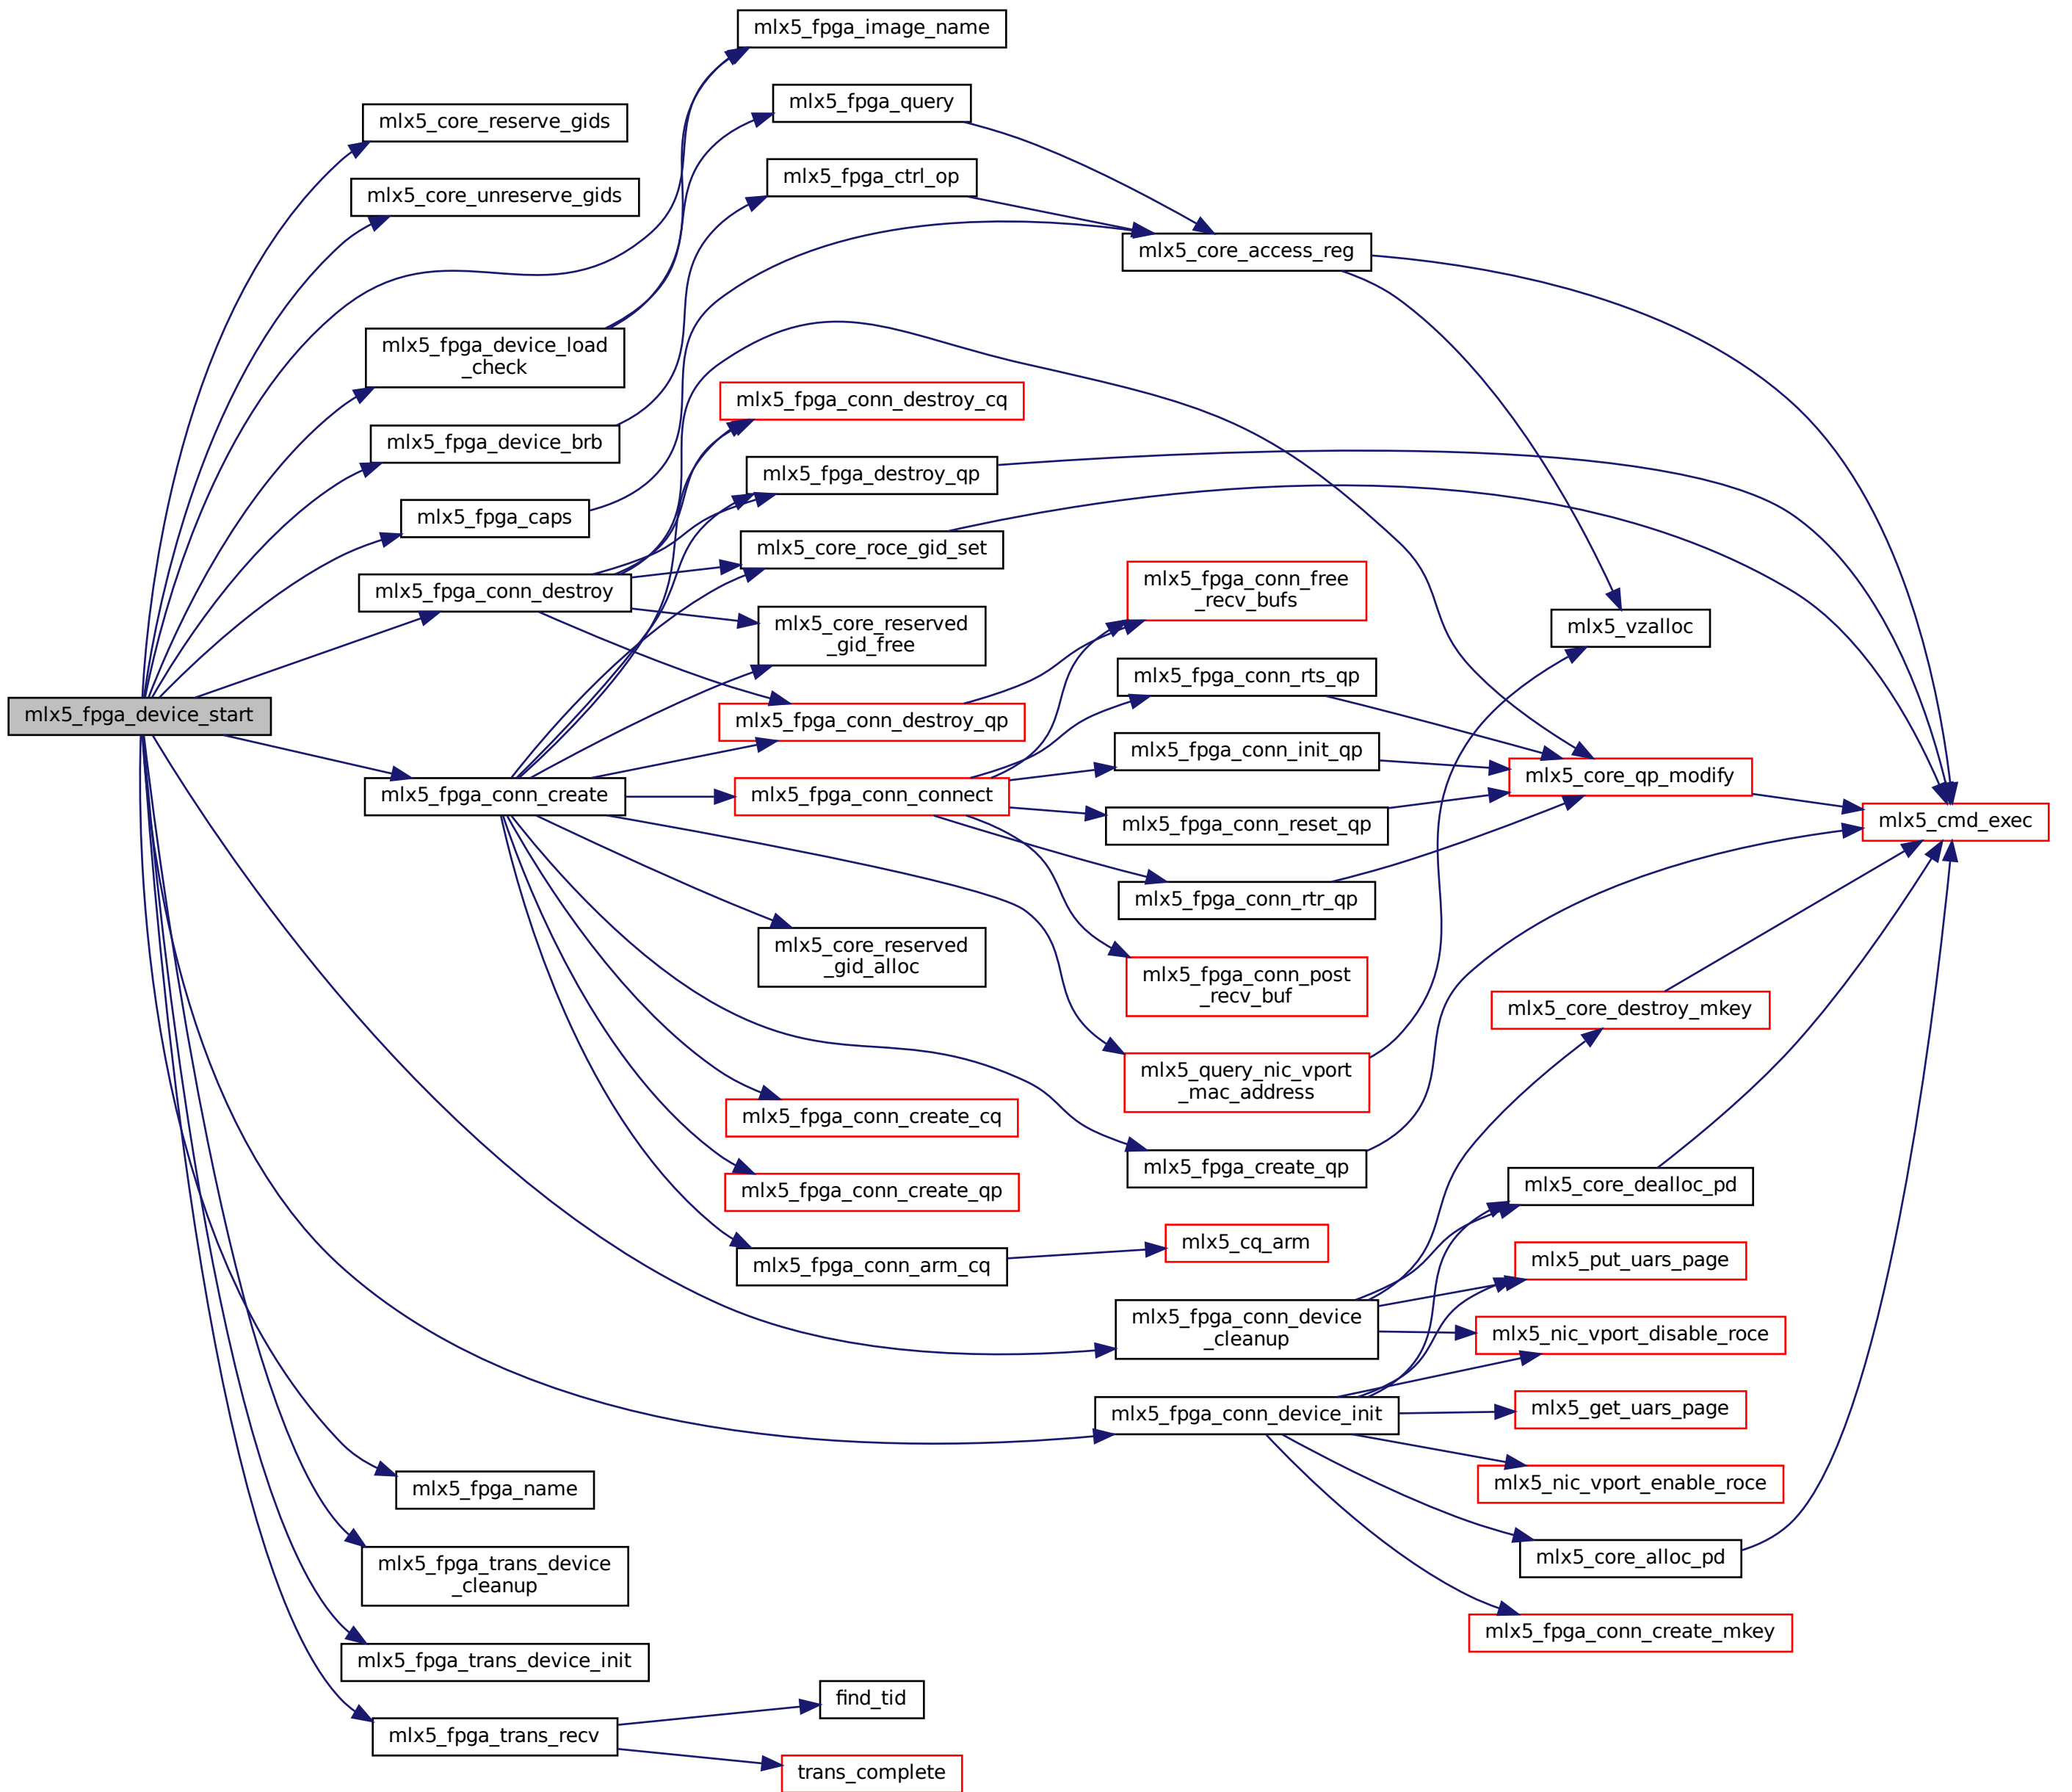 mlx5_fpga_device_start
mlx5_core_reserve_gids
mlx5_core_unreserve_gids
mlx5_fpga_device_load
_check
mlx5_fpga_device_brb
mlx5_fpga_caps
mlx5_fpga_conn_destroy
mlx5_fpga_conn_create
mlx5_fpga_name
mlx5_fpga_trans_device
_cleanup
mlx5_fpga_trans_device_init
mlx5_fpga_trans_recv
mlx5_fpga_image_name
mlx5_fpga_query
mlx5_fpga_ctrl_op
mlx5_fpga_conn_destroy_cq
mlx5_fpga_destroy_qp
mlx5_core_roce_gid_set
mlx5_core_reserved
_gid_free
mlx5_fpga_conn_destroy_qp
mlx5_fpga_conn_connect
mlx5_core_reserved
_gid_alloc
mlx5_fpga_conn_create_cq
mlx5_fpga_conn_create_qp
mlx5_fpga_conn_arm_cq
find_tid
trans_complete
mlx5_core_access_reg
mlx5_fpga_conn_free
_recv_bufs
mlx5_fpga_conn_rts_qp
mlx5_fpga_conn_init_qp
mlx5_fpga_conn_reset_qp
mlx5_fpga_conn_rtr_qp
mlx5_fpga_conn_post
_recv_buf
mlx5_query_nic_vport
_mac_address
mlx5_fpga_create_qp
mlx5_cq_arm
mlx5_fpga_conn_device
_cleanup
mlx5_fpga_conn_device_init
mlx5_vzalloc
mlx5_core_qp_modify
mlx5_core_destroy_mkey
mlx5_core_dealloc_pd
mlx5_put_uars_page
mlx5_nic_vport_disable_roce
mlx5_get_uars_page
mlx5_nic_vport_enable_roce
mlx5_core_alloc_pd
mlx5_fpga_conn_create_mkey
mlx5_cmd_exec